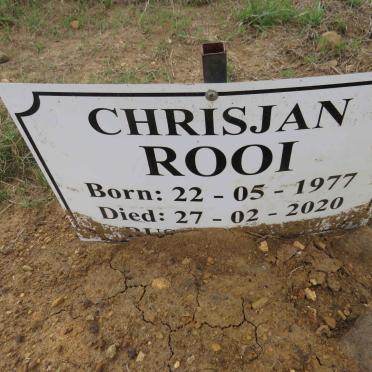 CHRISJAN
ROOI
Born: 22 - 05 - 1977
Died: 27 - 02 - 2020